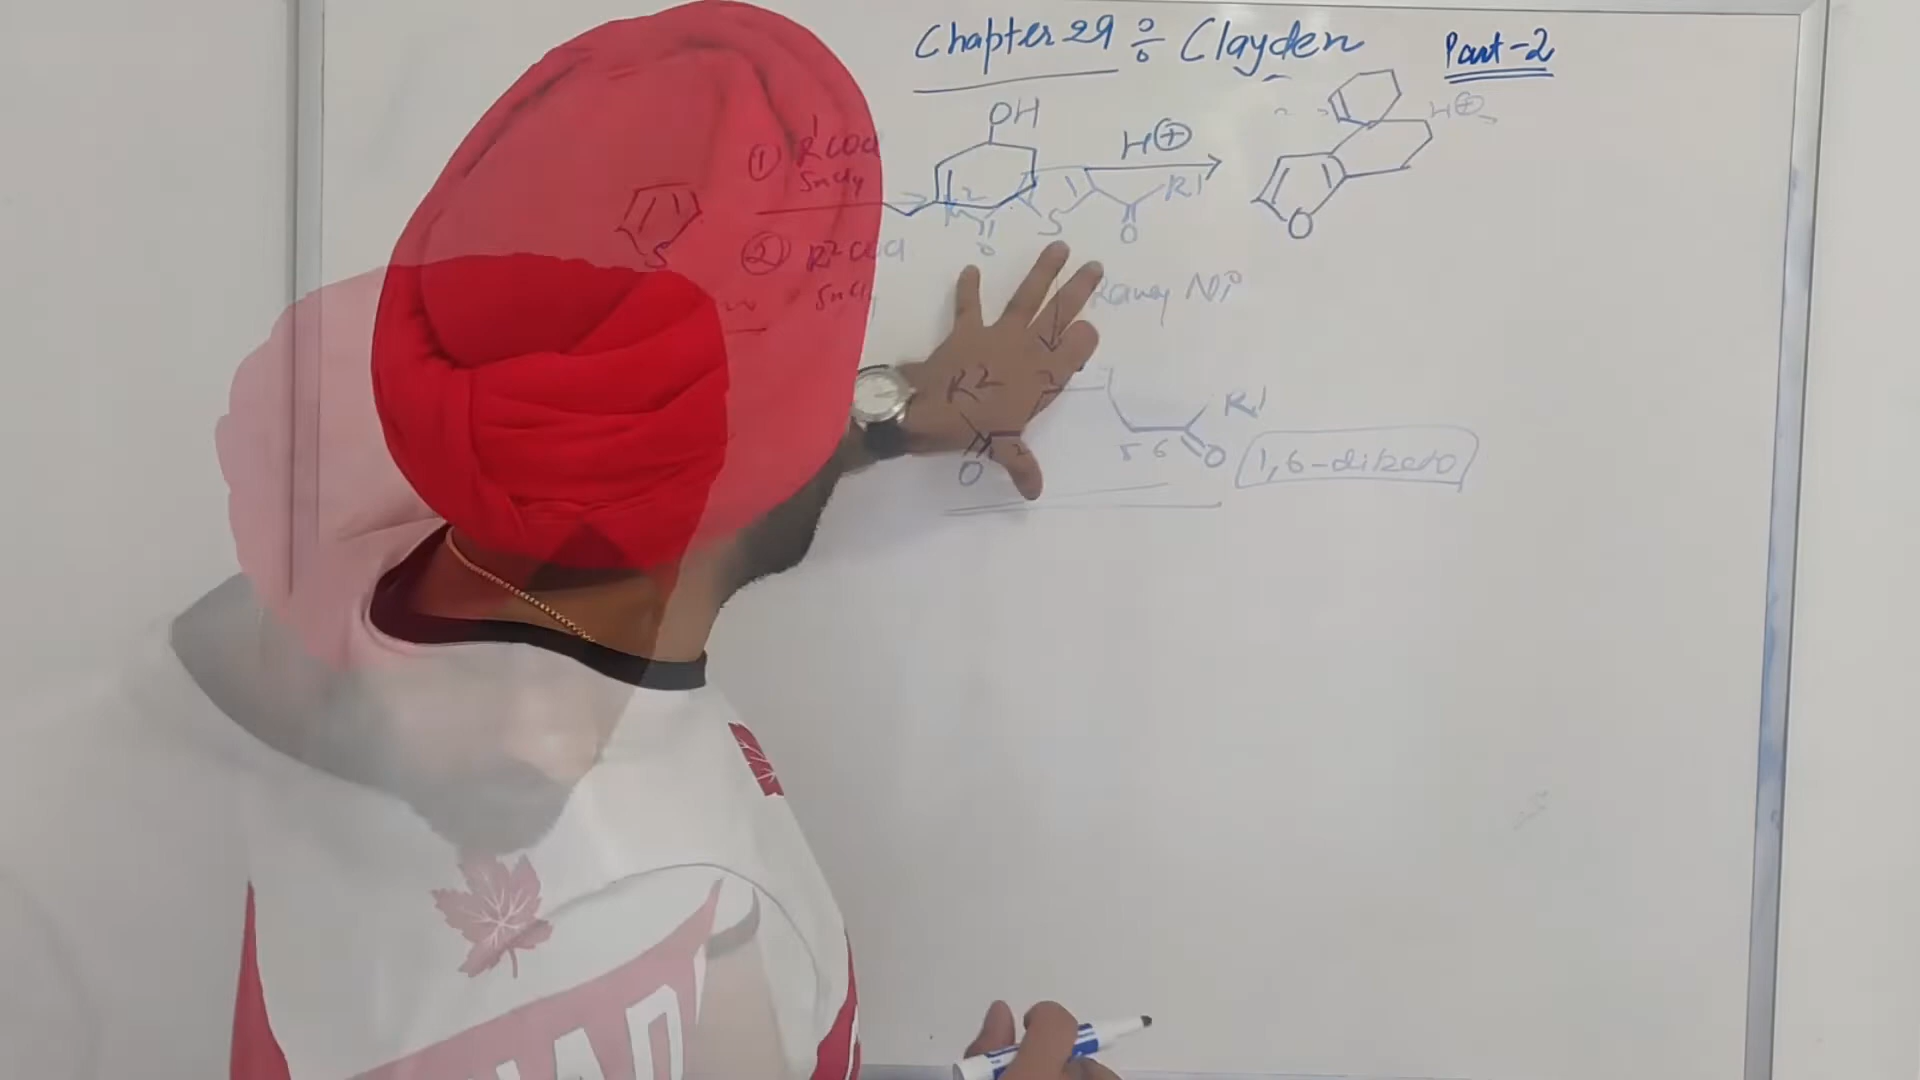 Chapter 29 ÷ Clayden Part-2
OH
H⊕
H⊕
① R¹COCl
SnCl₄
R²
R1
O
S
O
O
S
② R²COCl
SnCl₄
Raney Ni
R² R1
5 6
O
O
1,6-diketo